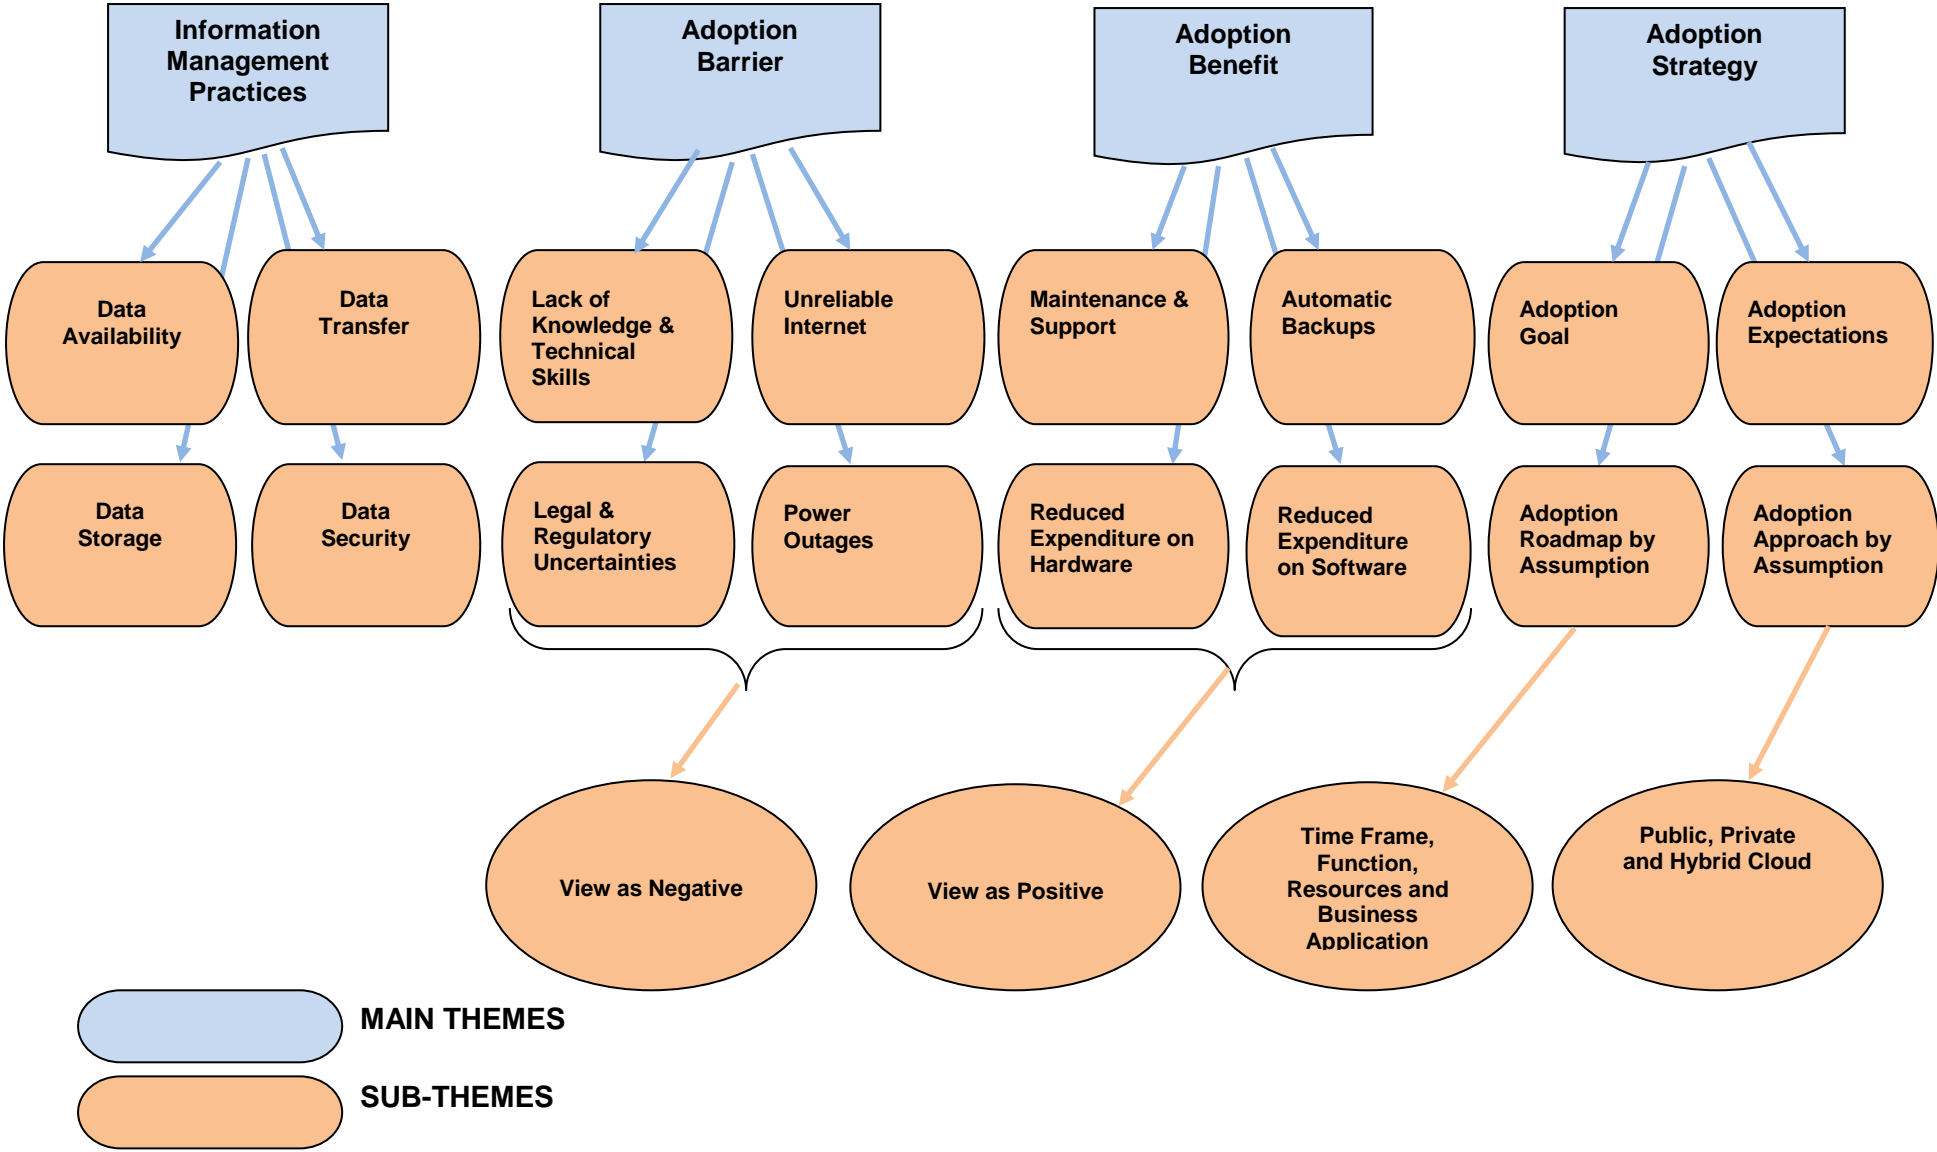 Information
Management
Practices
Adoption
Barrier
Adoption
Benefit
Adoption
Strategy
Data
Availability
Data
Transfer
Lack of
Knowledge &
Technical
Skills
Unreliable
Internet
Maintenance &
Support
Automatic
Backups
Adoption
Goal
Adoption
Expectations
Data
Storage
Data
Security
Legal &
Regulatory
Uncertainties
Power
Outages
Reduced
Expenditure on
Hardware
Reduced
Expenditure
on Software
Adoption
Roadmap by
Assumption
Adoption
Approach by
Assumption
View as Negative
View as Positive
Time Frame,
Function,
Resources and
Business
Application
Public, Private
and Hybrid Cloud
MAIN THEMES
SUB-THEMES